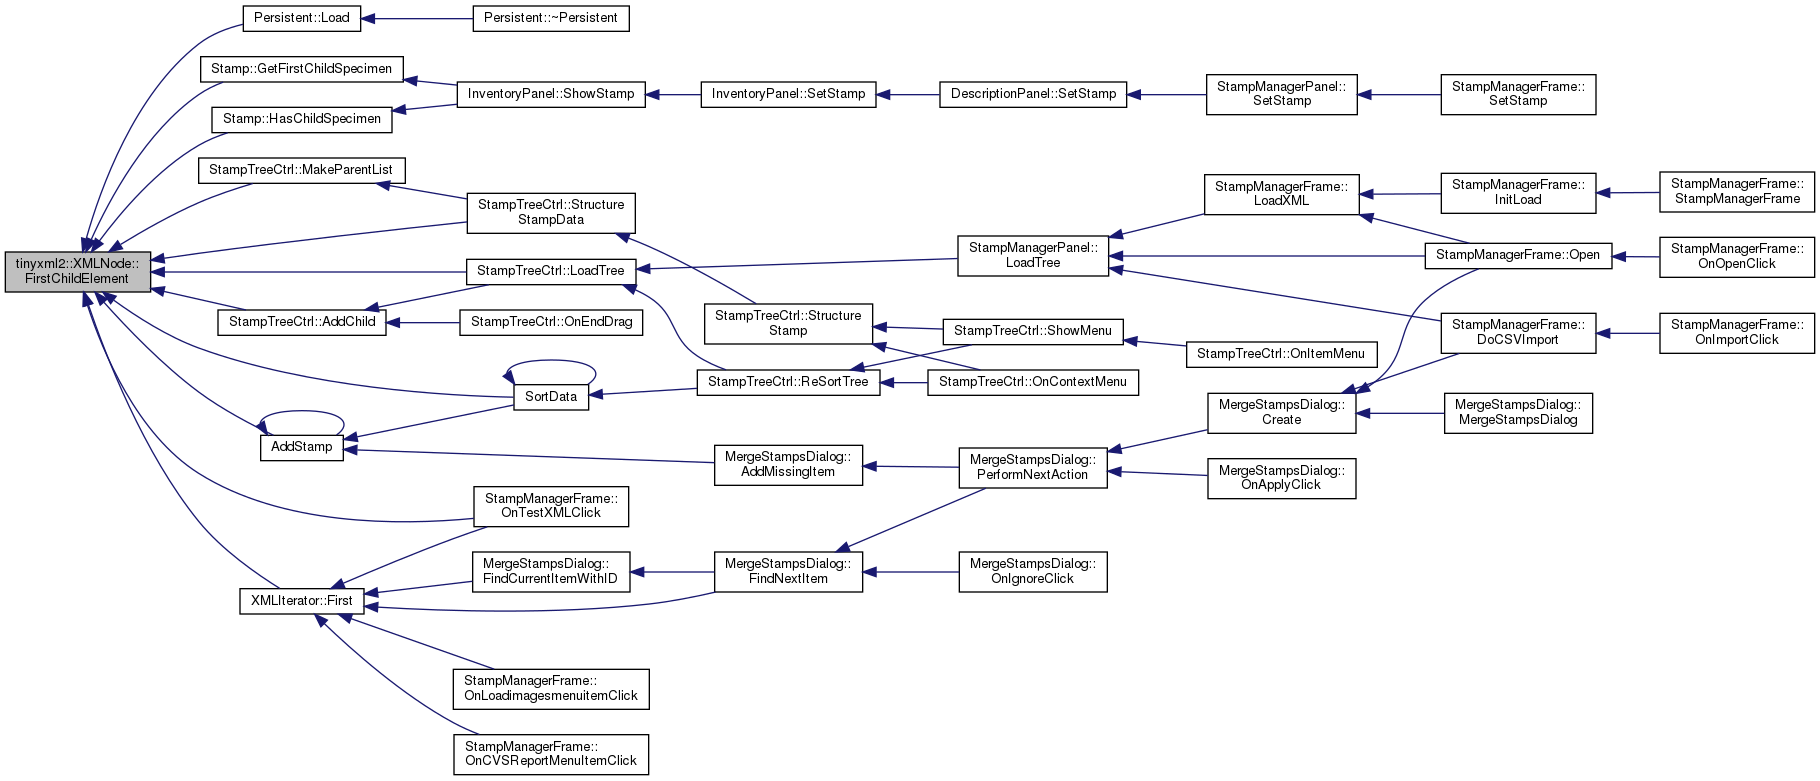 Persistent::Load
Persistent::~Persistent
Stamp::GetFirstChildSpecimen
InventoryPanel::ShowStamp
InventoryPanel::SetStamp
DescriptionPanel::SetStamp
StampManagerPanel::
SetStamp
StampManagerFrame::
SetStamp
Stamp::HasChildSpecimen
StampTreeCtrl::MakeParentList
StampTreeCtrl::Structure
StampData
StampManagerFrame::
LoadXML
StampManagerFrame::
InitLoad
StampManagerFrame::
StampManagerFrame
tinyxml2::XMLNode::
FirstChildElement
StampTreeCtrl::LoadTree
StampManagerPanel::
LoadTree
StampManagerFrame::Open
StampManagerFrame::
OnOpenClick
StampTreeCtrl::AddChild
StampTreeCtrl::OnEndDrag
StampTreeCtrl::Structure
Stamp
StampTreeCtrl::ShowMenu
StampTreeCtrl::OnItemMenu
StampManagerFrame::
DoCSVImport
StampManagerFrame::
OnImportClick
SortData
StampTreeCtrl::ReSortTree
StampTreeCtrl::OnContextMenu
MergeStampsDialog::
Create
MergeStampsDialog::
MergeStampsDialog
AddStamp
MergeStampsDialog::
AddMissingItem
MergeStampsDialog::
PerformNextAction
MergeStampsDialog::
OnApplyClick
StampManagerFrame::
OnTestXMLClick
MergeStampsDialog::
FindCurrentItemWithID
MergeStampsDialog::
FindNextItem
MergeStampsDialog::
OnIgnoreClick
XMLIterator::First
StampManagerFrame::
OnLoadimagesmenuitemClick
StampManagerFrame::
OnCVSReportMenuItemClick